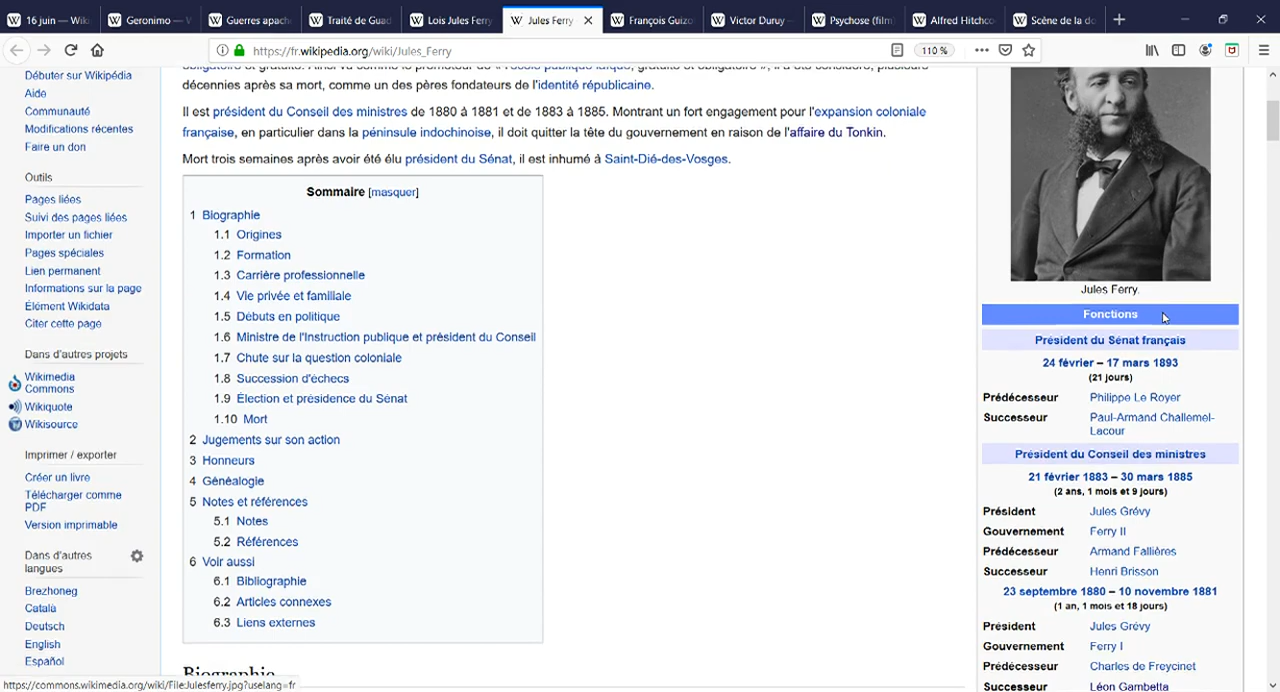 16 juin — Wiki
Geronimo — W
Guerres apach
Traité de Guad
Lois Jules Ferry
Jules Ferry
François Guizo
Victor Duruy
Psychose (film
Alfred Hitchco
Scène de la do
https://fr.wikipedia.org/wiki/Jules_Ferry
110 %
Débuter sur Wikipédia
Aide
Communauté
Modifications récentes
Faire un don
Outils
Pages liées
Suivi des pages liées
Importer un fichier
Pages spéciales
Lien permanent
Informations sur la page
Élément Wikidata
Citer cette page
Dans d'autres projets
Wikimedia
Commons
Wikiquote
Wikisource
Imprimer / exporter
Créer un livre
Télécharger comme
PDF
Version imprimable
Dans d'autres
langues
Brezhoneg
Català
Deutsch
English
Español
décennies après sa mort, comme un des pères fondateurs de l'identité républicaine.
Il est président du Conseil des ministres de 1880 à 1881 et de 1883 à 1885. Montrant un fort engagement pour l'expansion coloniale
française, en particulier dans la péninsule indochinoise, il doit quitter la tête du gouvernement en raison de l'affaire du Tonkin.
Mort trois semaines après avoir été élu président du Sénat, il est inhumé à Saint-Dié-des-Vosges.
Sommaire [masquer]
1 Biographie
1.1 Origines
1.2 Formation
1.3 Carrière professionnelle
1.4 Vie privée et familiale
1.5 Débuts en politique
1.6 Ministre de l'Instruction publique et président du Conseil
1.7 Chute sur la question coloniale
1.8 Succession d'échecs
1.9 Élection et présidence du Sénat
1.10 Mort
2 Jugements sur son action
3 Honneurs
4 Généalogie
5 Notes et références
5.1 Notes
5.2 Références
6 Voir aussi
6.1 Bibliographie
6.2 Articles connexes
6.3 Liens externes
Biographie
Jules Ferry.
Fonctions
Président du Sénat français
24 février – 17 mars 1893
(21 jours)
Prédécesseur Philippe Le Royer
Successeur Paul-Armand Challemel-
Lacour
Président du Conseil des ministres
21 février 1883 – 30 mars 1885
(2 ans, 1 mois et 9 jours)
Président Jules Grévy
Gouvernement Ferry II
Prédécesseur Armand Fallières
Successeur Henri Brisson
23 septembre 1880 – 10 novembre 1881
(1 an, 1 mois et 18 jours)
Président Jules Grévy
Gouvernement Ferry I
Prédécesseur Charles de Freycinet
Successeur Léon Gambetta
https://commons.wikimedia.org/wiki/File:Julesferry.jpg?uselang=fr